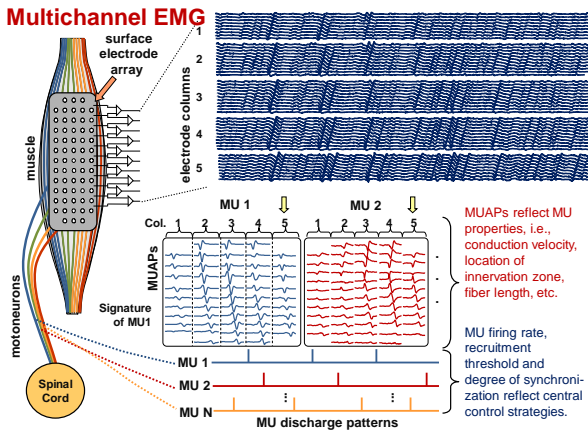 Multichannel EMG
surface
electrode
array
muscle
motoneurons
Spinal
Cord
electrode columns
1
2
3
4
5
MU 1
MU 2
Col.
1 2 3 4 5
1 2 3 4 5
MUAPs
Signature
of MU1
MUAPs reflect MU
properties, i.e.,
conduction velocity,
location of
innervation zone,
fiber length, etc.
MU 1
MU 2
MU N
...
...
MU discharge patterns
MU firing rate,
recruitment
threshold and
degree of synchroni-
zation reflect central
control strategies.